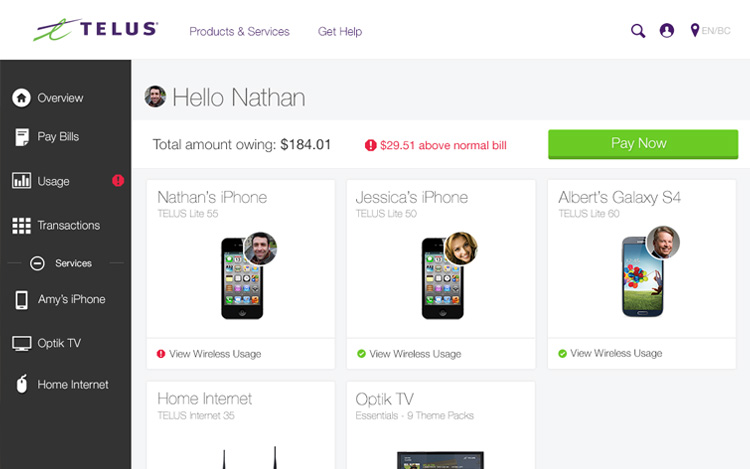 TELUS®
Products & Services
Get Help
EN/BC
Overview
Pay Bills
Usage
Transactions
Services
Amy's iPhone
Optik TV
Home Internet
Hello Nathan
Total amount owing: $184.01
$29.51 above normal bill
Pay Now
Nathan's iPhone
TELUS Lite 55
View Wireless Usage
Jessica's iPhone
TELUS Lite 50
View Wireless Usage
Albert's Galaxy S4
TELUS Lite 60
View Wireless Usage
Home Internet
TELUS Internet 35
Optik TV
Essentials - 9 Theme Packs